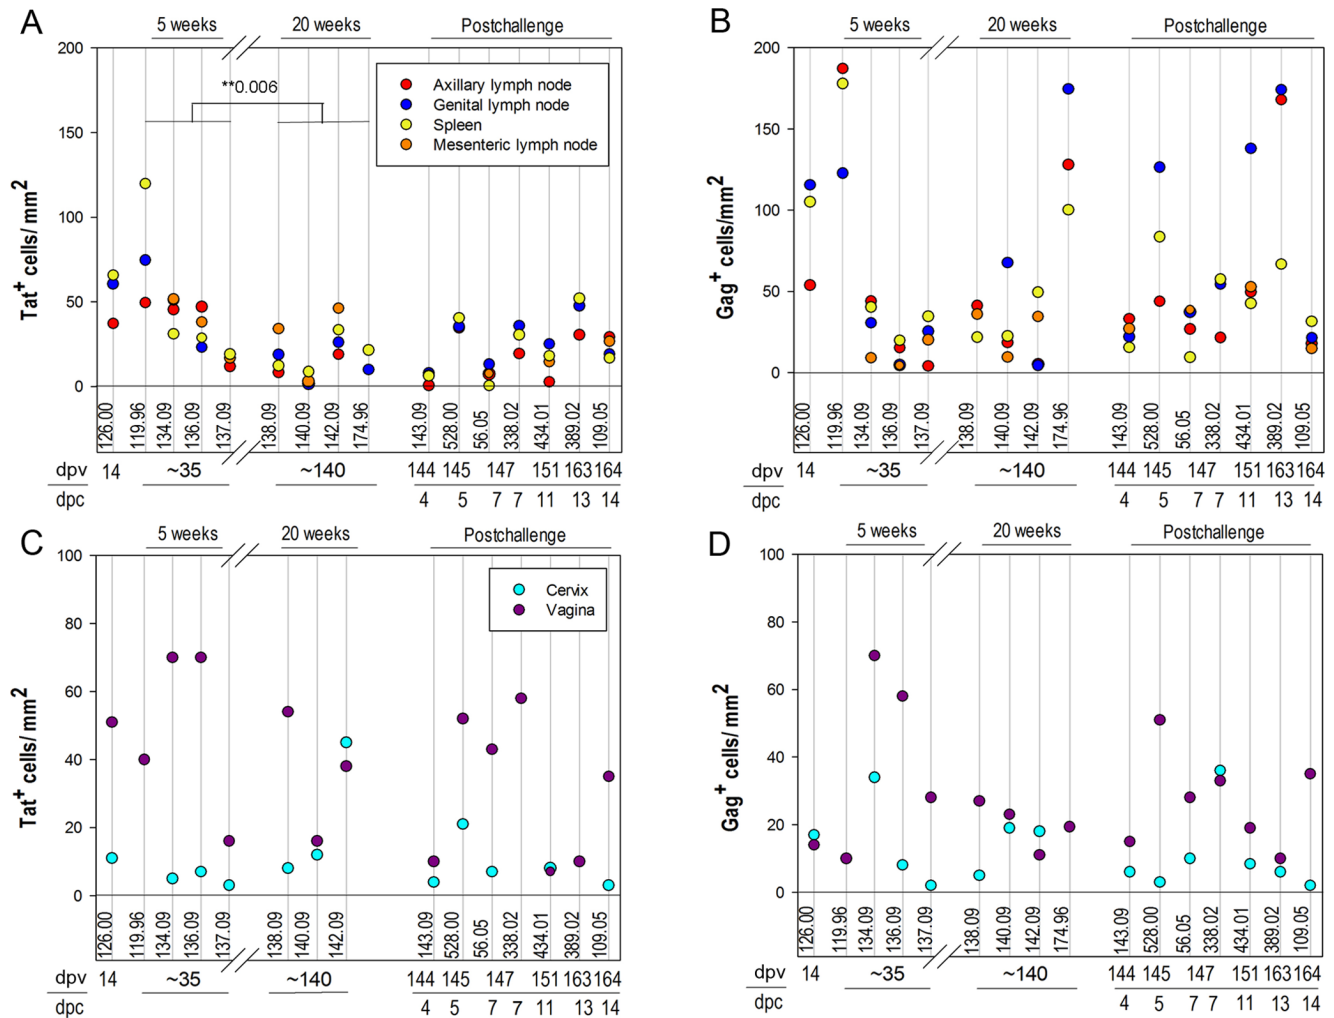 A
5 weeks
20 weeks
Postchallenge
200
150
100
50
0
Tat+ cells/ mm2
**0.006
Axillary lymph node
Genital lymph node
Spleen
Mesenteric lymph node
126.00
119.96
134.09
136.09
137.09
138.09
140.09
142.09
174.96
143.09
528.00
56.05
338.02
434.01
389.02
109.05
dpv 14 ~35 ~140 144 145 147 151 163 164
dpc 4 5 7 7 11 13 14
B
5 weeks
20 weeks
Postchallenge
200
150
100
50
0
Gag+ cells/mm2
126.00
119.96
134.09
136.09
137.09
138.09
140.09
142.09
174.96
143.09
528.00
56.05
338.02
434.01
389.02
109.05
dpv 14 ~35 ~140 144 145 147 151 163 164
dpc 4 5 7 7 11 13 14
C
5 weeks
20 weeks
Postchallenge
100
80
60
40
20
0
Tat+ cells/ mm2
Cervix
Vagina
126.00
119.96
134.09
136.09
137.09
138.09
140.09
142.09
143.09
528.00
56.05
338.02
434.01
389.02
109.05
dpv 14 ~35 ~140 144 145 147 151 163 164
dpc 4 5 7 7 11 13 14
D
5 weeks
20 weeks
Postchallenge
100
80
60
40
20
0
Gag+ cells/ mm2
126.00
119.96
134.09
136.09
137.09
138.09
140.09
142.09
174.96
143.09
528.00
56.05
338.02
434.01
389.02
109.05
dpv 14 ~35 ~140 144 145 147 151 163 164
dpc 4 5 7 7 11 13 14